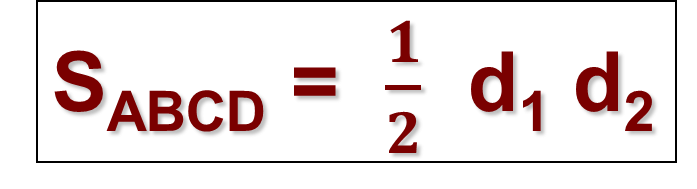 S_ABCD = 1/2 d_1 d_2